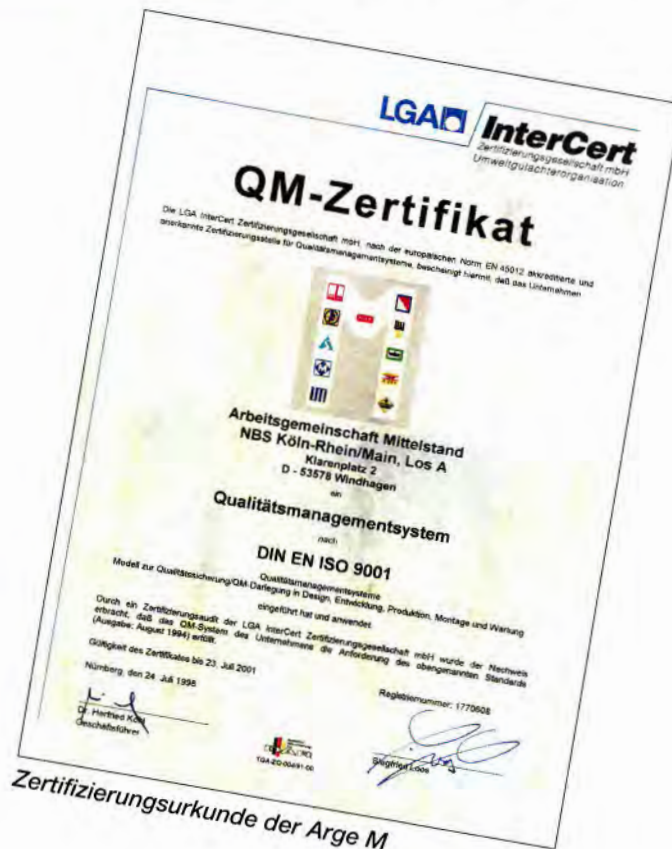 LGA InterCert
Zertifizierungsgesellschaft mbH
Umweltgutachterorganisation
QM-Zertifikat
Die LGA InterCert Zertifizierungsgesellschaft mbH, nach der europäischen Norm EN 45012 akkreditierte und
anerkannte Zertifizierungsstelle für Qualitätsmanagementsysteme, bescheinigt hiermit, daß das Unternehmen
Arbeitsgemeinschaft Mittelstand
NBS Köln-Rhein/Main, Los A
Klarenplatz 2
D - 53578 Windhagen
ein
Qualitätsmanagementsystem
nach
DIN EN ISO 9001
Qualitätsmanagementsysteme
Modell zur Qualitätssicherung/QM-Darlegung in Design, Entwicklung, Produktion, Montage und Wartung
eingeführt hat und anwendet.
Durch ein Zertifizierungsaudit der LGA InterCert Zertifizierungsgesellschaft mbH wurde der Nachweis
erbracht, daß das QM-System des Unternehmens die Anforderung des obengenannten Standards
(Ausgabe: August 1994) erfüllt.
Gültigkeit des Zertifikates bis 23. Juli 2001
Nürnberg, den 24. Juli 1998
Registriernummer: 1770608
Dr. Herfried
Geschäftsführer
Siegfried Loos
Zertifizierungsurkunde der Arge M